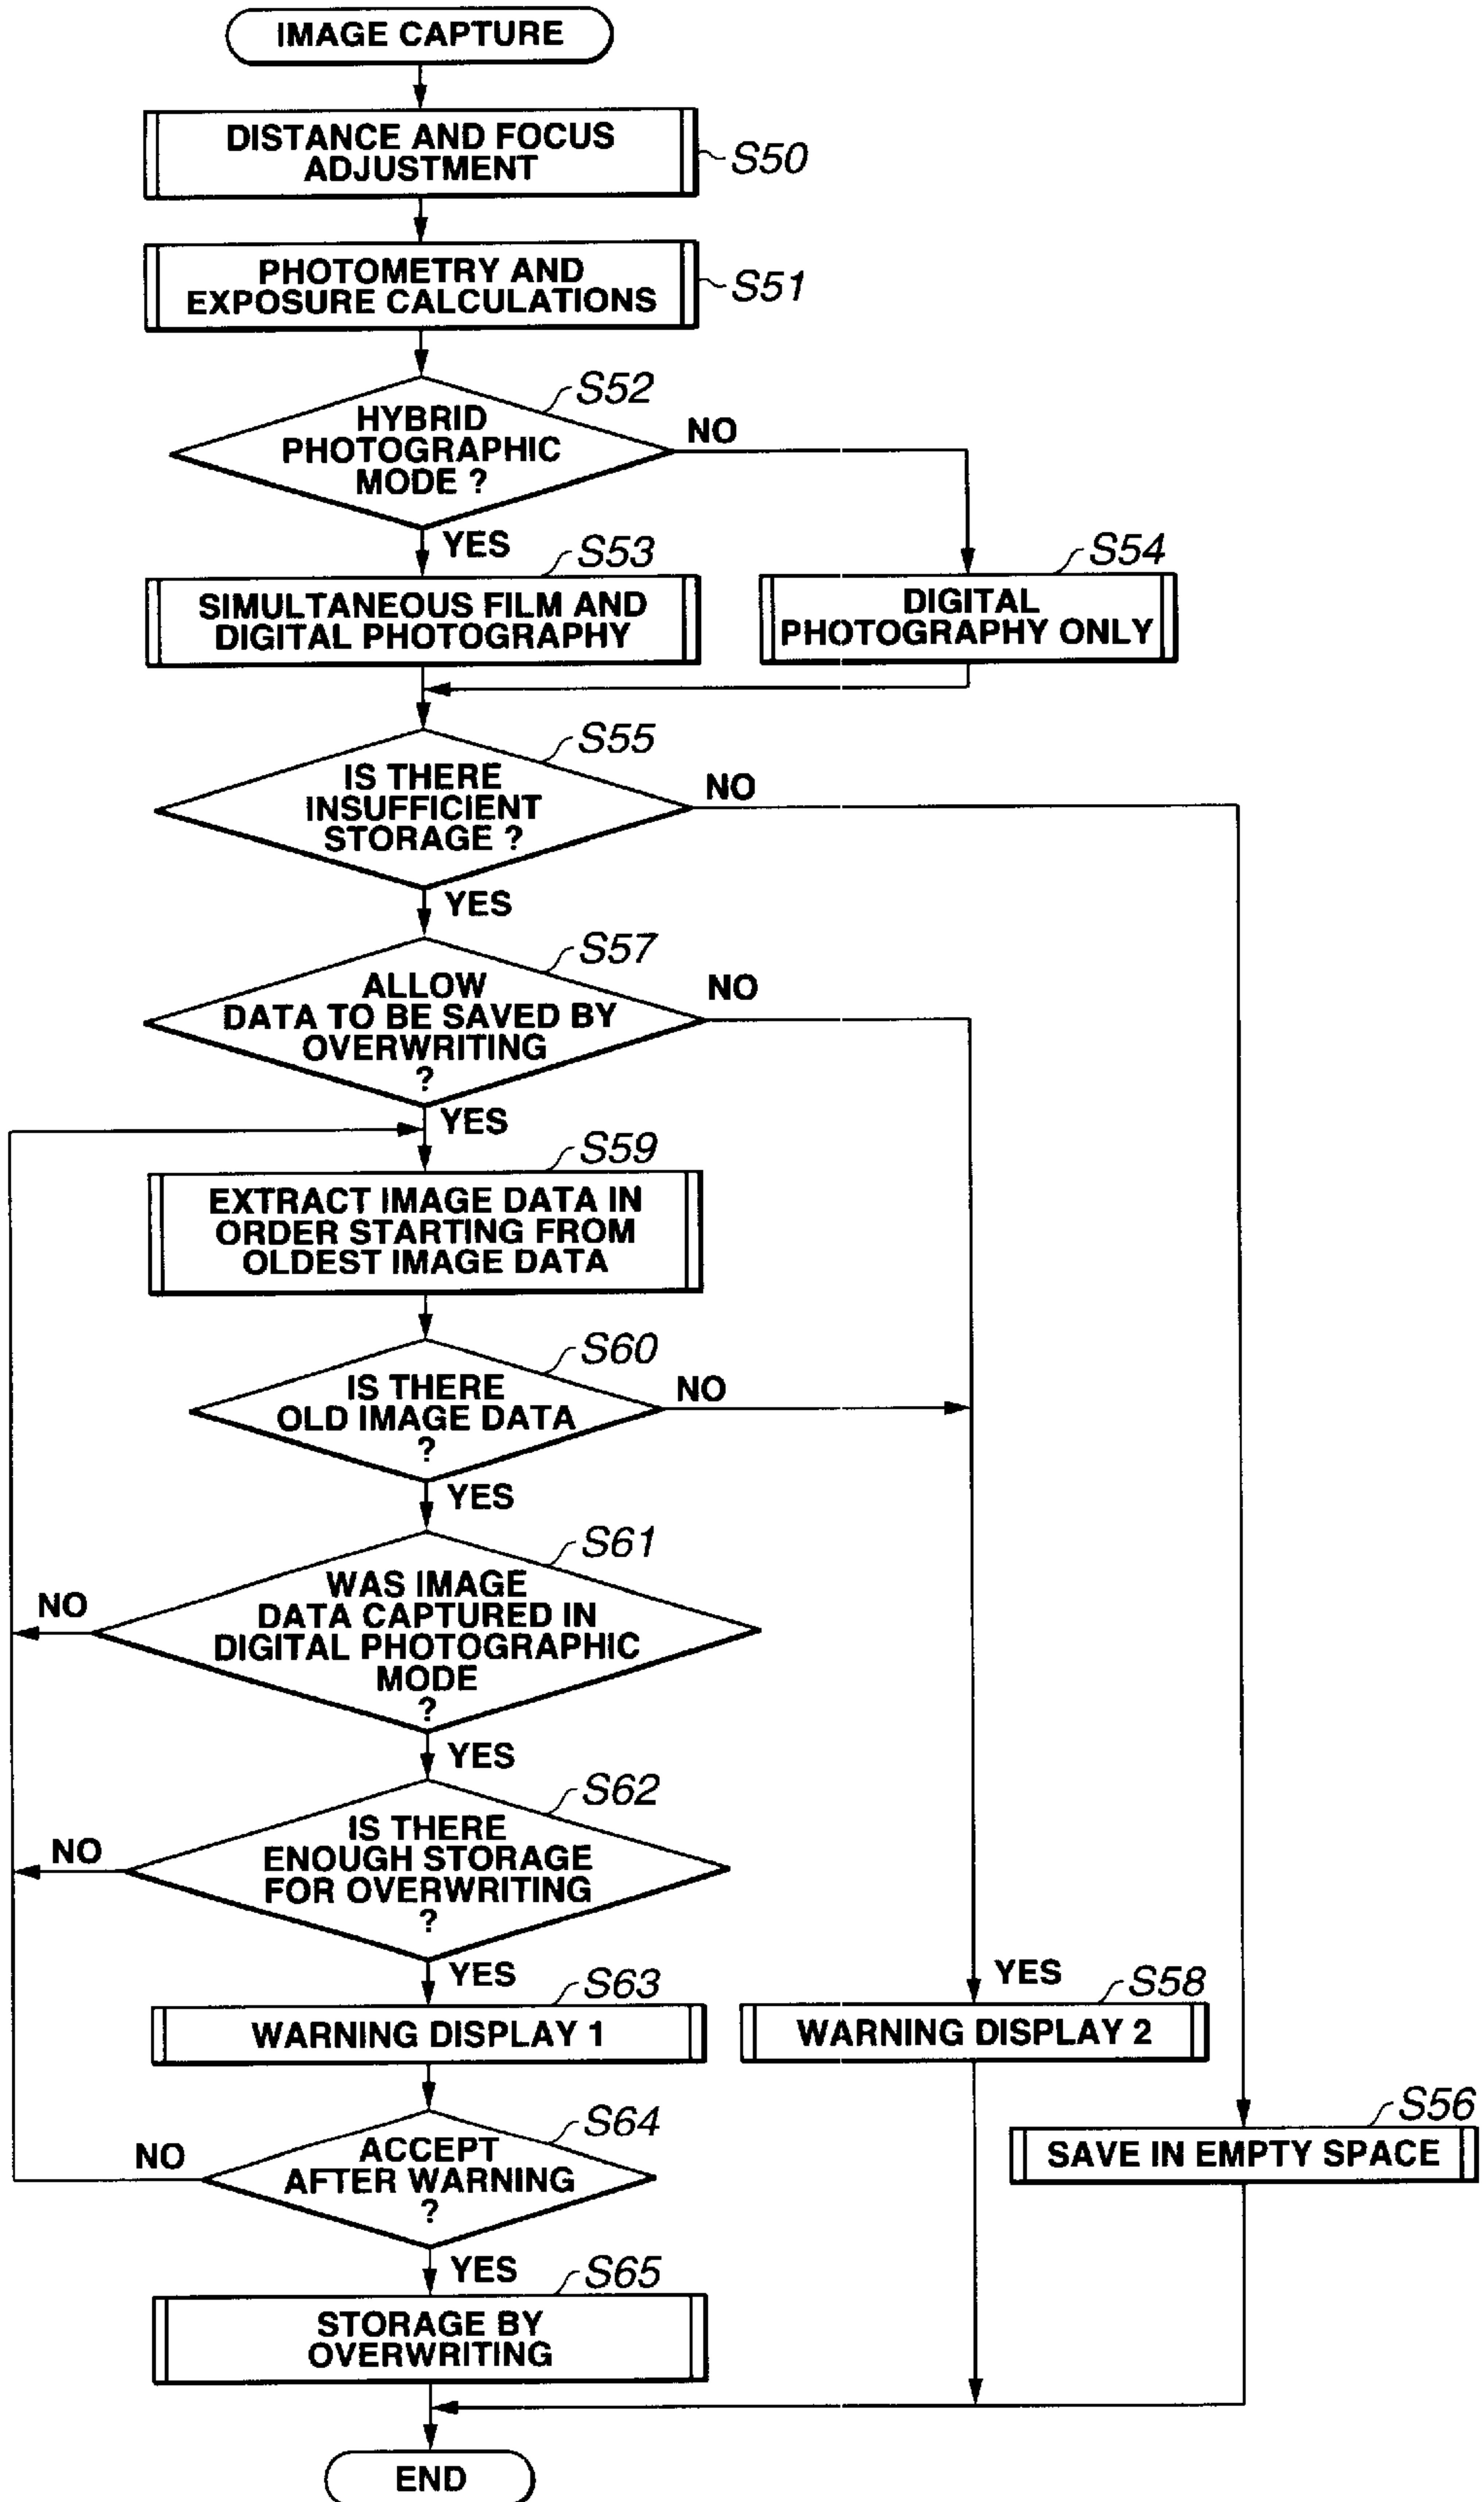 IMAGE CAPTURE
DISTANCE AND FOCUS
ADJUSTMENT
S50
PHOTOMETRY AND
EXPOSURE CALCULATIONS
S51
S52
HYBRID
PHOTOGRAPHIC
MODE ?
NO
YES
S53
SIMULTANEOUS FILM AND
DIGITAL PHOTOGRAPHY
S54
DIGITAL
PHOTOGRAPHY ONLY
S55
IS THERE
INSUFFICIENT
STORAGE ?
NO
YES
S57
ALLOW
DATA TO BE SAVED BY
OVERWRITING
?
NO
YES
S59
EXTRACT IMAGE DATA IN
ORDER STARTING FROM
OLDEST IMAGE DATA
S60
IS THERE
OLD IMAGE DATA
?
NO
YES
S61
WAS IMAGE
DATA CAPTURED IN
DIGITAL PHOTOGRAPHIC
MODE
?
NO
YES
S62
IS THERE
ENOUGH STORAGE
FOR OVERWRITING
?
NO
YES
S63
WARNING DISPLAY 1
YES
S58
WARNING DISPLAY 2
S64
ACCEPT
AFTER WARNING
?
NO
S56
SAVE IN EMPTY SPACE
YES
S65
STORAGE BY
OVERWRITING
END